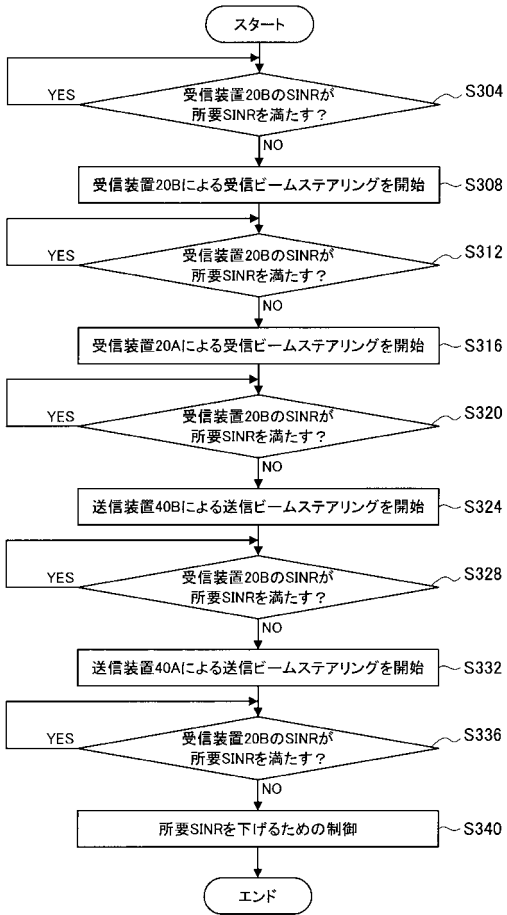 スタート
YES
受信装置20BのSINRが
所要SINRを満たす？
S304
NO
受信装置20Bによる受信ビームステアリングを開始
S308
YES
受信装置20BのSINRが
所要SINRを満たす？
S312
NO
受信装置20Aによる受信ビームステアリングを開始
S316
YES
受信装置20BのSINRが
所要SINRを満たす？
S320
NO
送信装置40Bによる送信ビームステアリングを開始
S324
YES
受信装置20BのSINRが
所要SINRを満たす？
S328
NO
送信装置40Aによる送信ビームステアリングを開始
S332
YES
受信装置20BのSINRが
所要SINRを満たす？
S336
NO
所要SINRを下げるための制御
S340
エンド